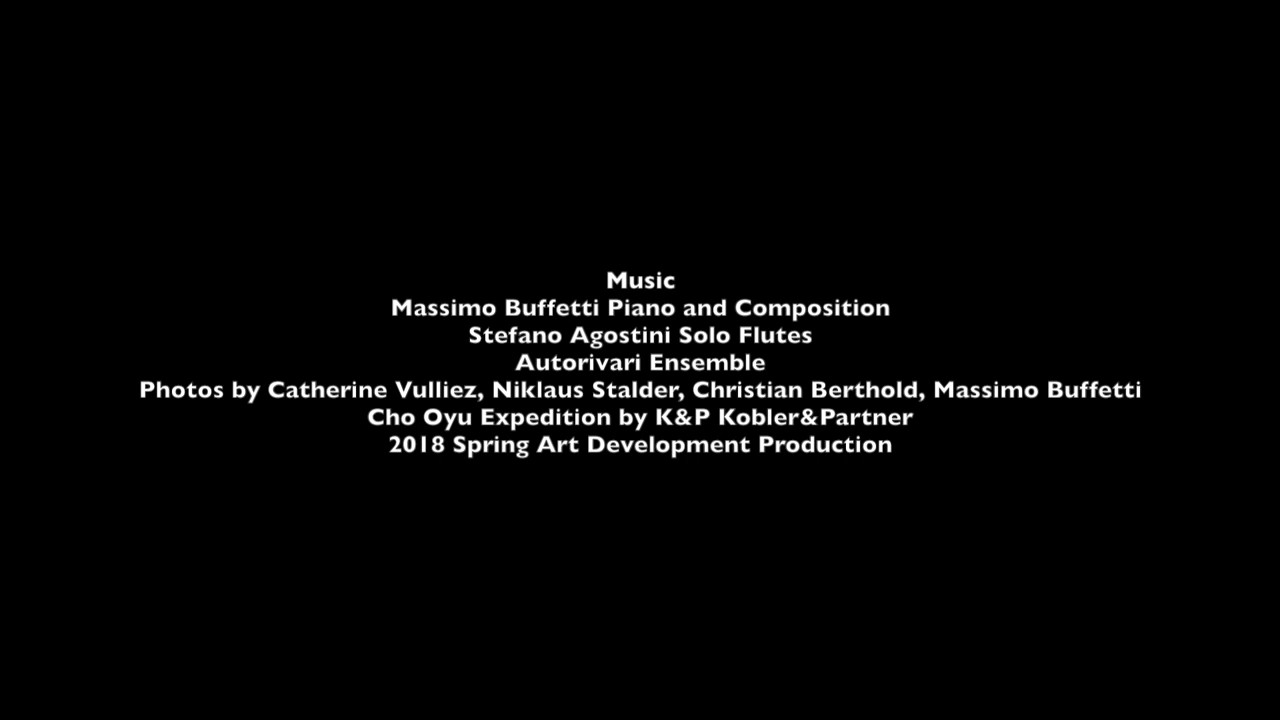 Music
Massimo Buffetti Piano and Composition
Stefano Agostini Solo Flutes
Autorivari Ensemble
Photos by Catherine Vulliez, Niklaus Stalder, Christian Berthold, Massimo Buffetti
Cho Oyu Expedition by K&P Kobler&Partner
2018 Spring Art Development Production